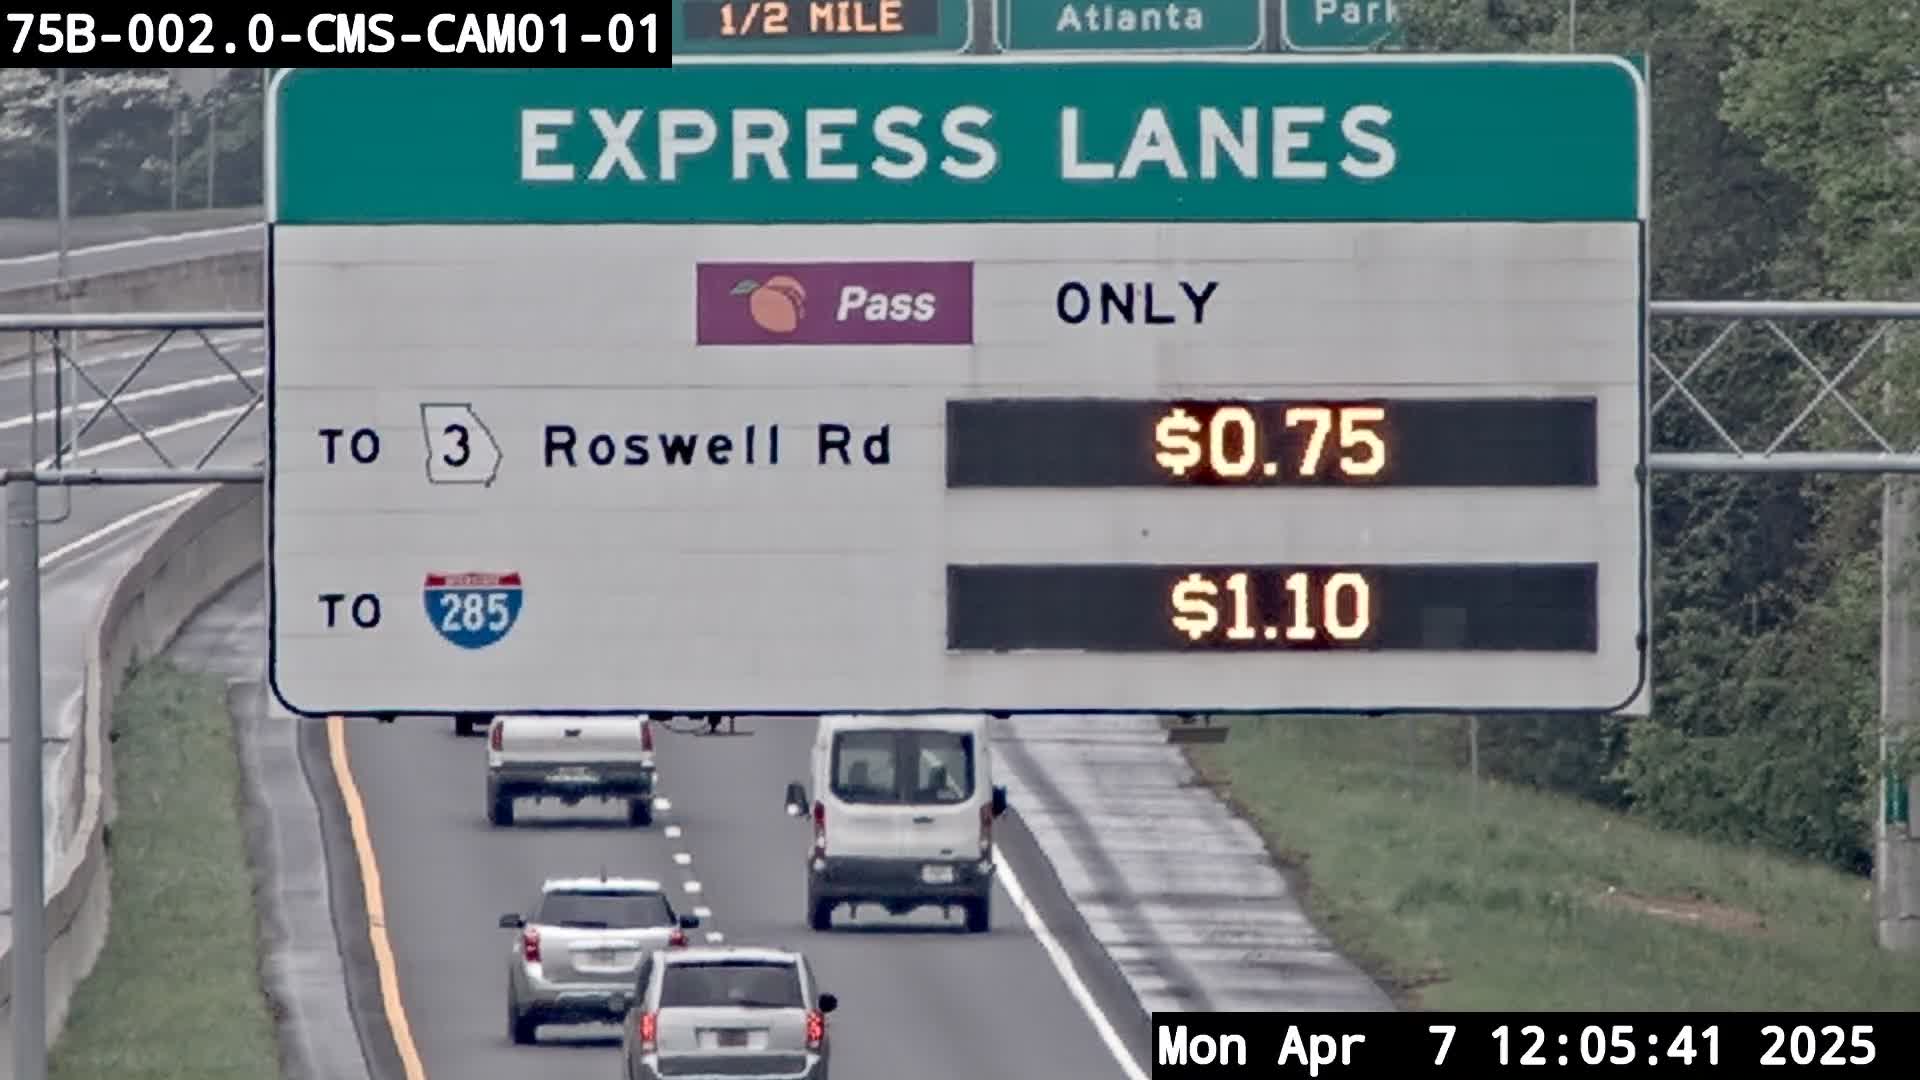 75B-002.0-CMS-CAM01-01
1/2 MILE
Atlanta
EXPRESS LANES
Pass ONLY
TO 3 Roswell Rd $0.75
TO 285 $1.10
Mon Apr 7 12:05:41 2025